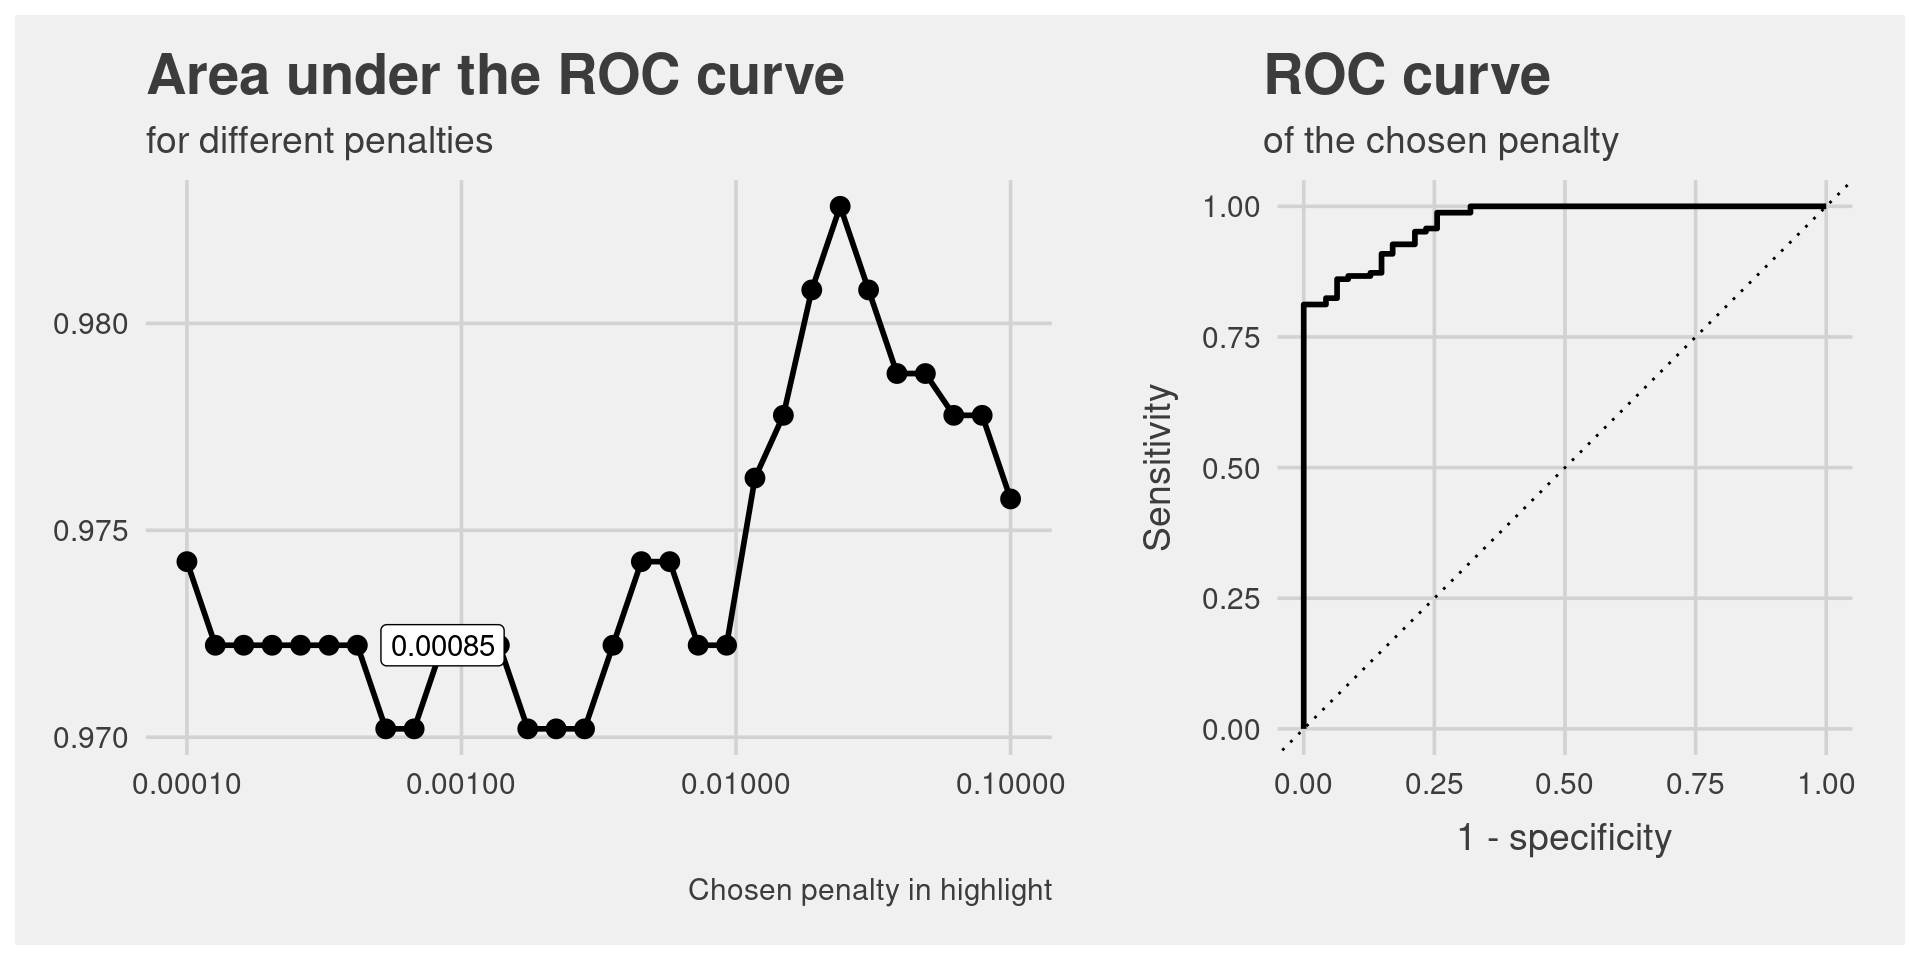 Area under the ROC curve
for different penalties
0.980
0.975
0.970
0.00085
0.00010 0.00100 0.01000 0.10000
Chosen penalty in highlight
ROC curve
of the chosen penalty
Sensitivity
1.00
0.75
0.50
0.25
0.00
0.00 0.25 0.50 0.75 1.00
1 - specificity